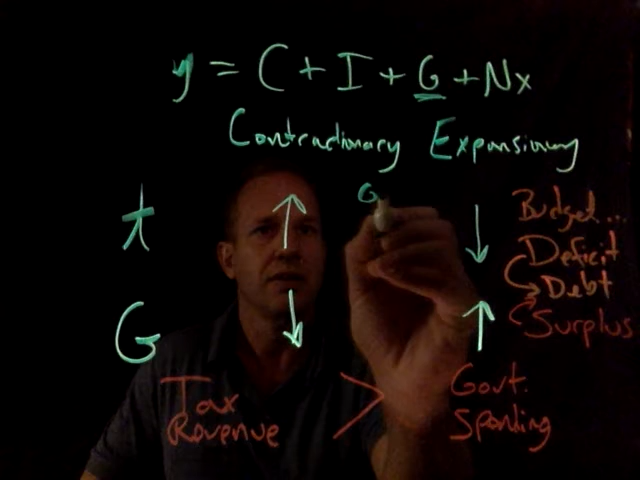 y = C + I + G + Nx
Contractionary Expansionary
t ↑ ↓
G ↓ ↑
Budget...
Deficit
Debt
Surplus
Tax
Revenue
>
Govt.
Spending